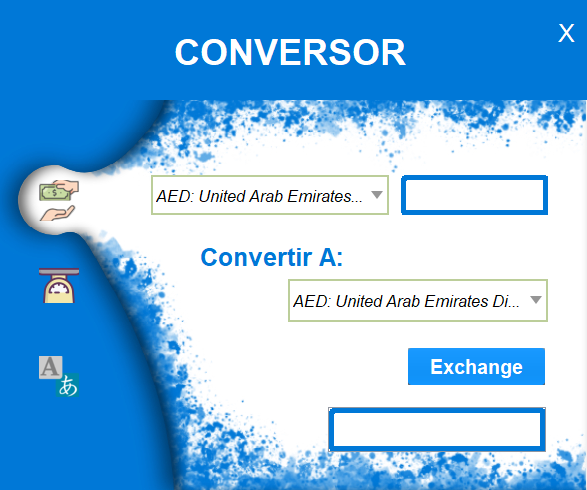 CONVERSOR
X
AED: United Arab Emirates...
Convertir A:
AED: United Arab Emirates Di...
Exchange
$
A
あ